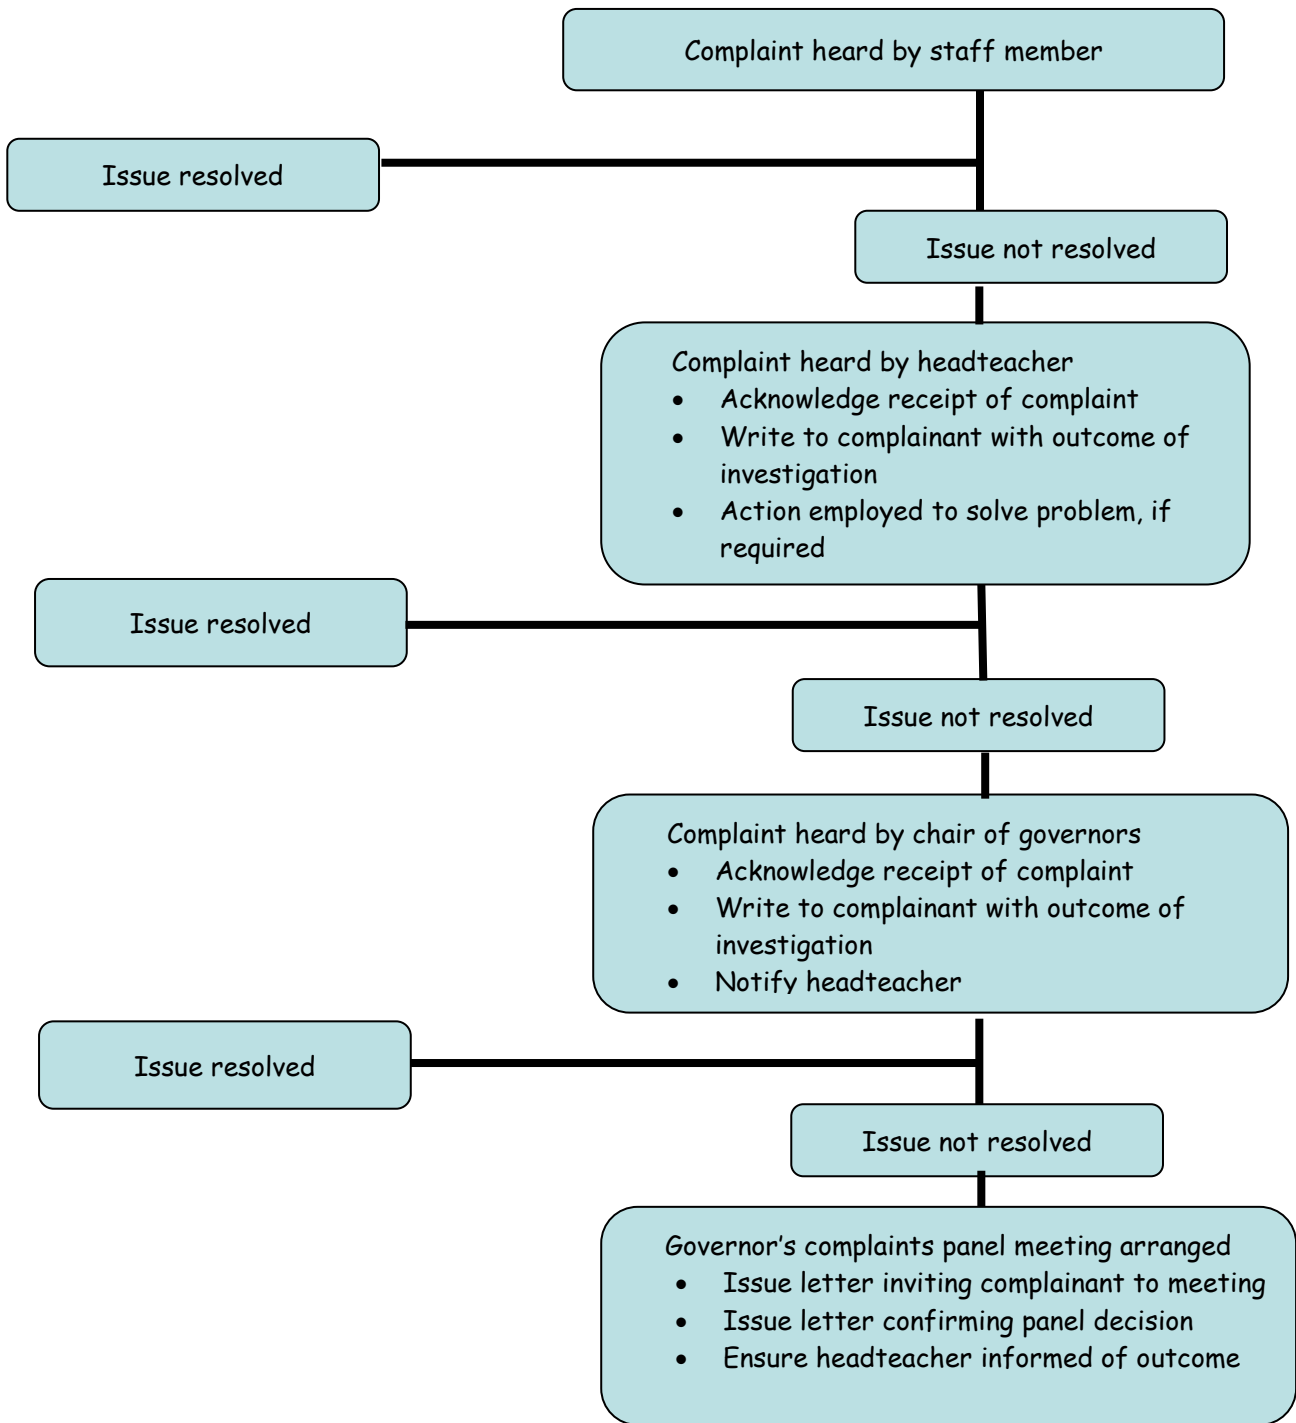 Complaint heard by staff member
Issue resolved
Issue not resolved
Complaint heard by headteacher
• Acknowledge receipt of complaint
• Write to complainant with outcome of
investigation
• Action employed to solve problem, if
required
Issue resolved
Issue not resolved
Complaint heard by chair of governors
• Acknowledge receipt of complaint
• Write to complainant with outcome of
investigation
• Notify headteacher
Issue resolved
Issue not resolved
Governor's complaints panel meeting arranged
• Issue letter inviting complainant to meeting
• Issue letter confirming panel decision
• Ensure headteacher informed of outcome